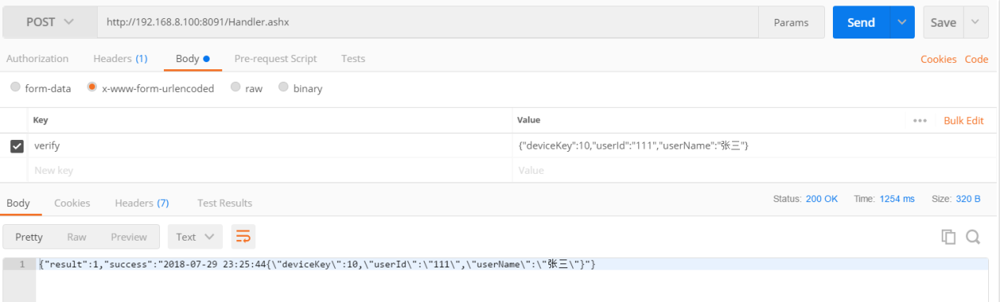 POST http://192.168.8.100:8091/Handler.ashx Params Send Save
Authorization Headers (1) Body Pre-request Script Tests Cookies Code
form-data x-www-form-urlencoded raw binary
Key Value Bulk Edit
verify {"deviceKey":10,"userId":"111","userName":"张三"}
New key Value
Body Cookies Headers (7) Test Results Status: 200 OK Time: 1254 ms Size: 320 B
Pretty Raw Preview Text
1 {"result":1,"success":"2018-07-29 23:25:44{\"deviceKey\":10,\"userId\":\"111\",\"userName\":\"张三\"}"}